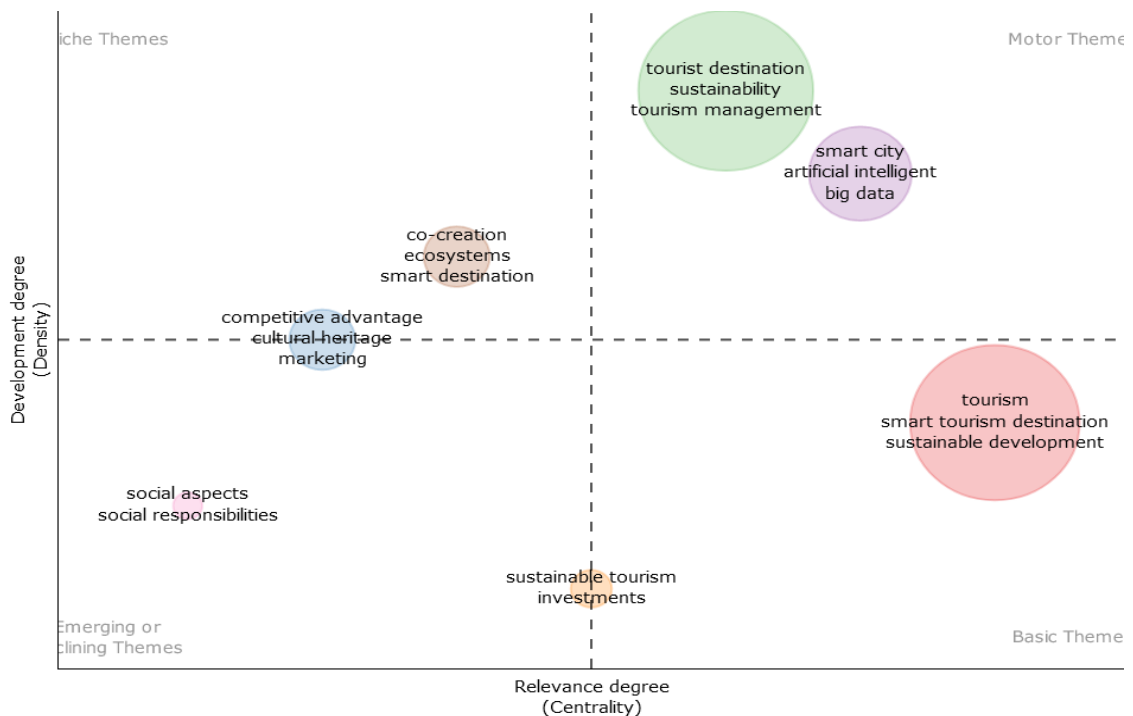 iche Themes
Motor Theme
tourist destination
sustainability
tourism management
smart city
artificial intelligent
big data
co-creation
ecosystems
smart destination
competitive advantage
cultural heritage
marketing
Development degree
(Density)
tourism
smart tourism destination
sustainable development
social aspects
social responsibilities
sustainable tourism
investments
Emerging or
clining Themes
Basic Theme
Relevance degree
(Centrality)